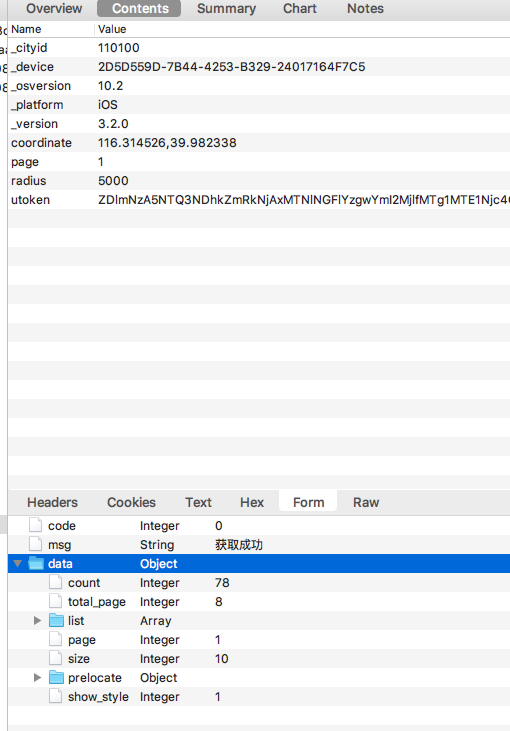 Overview Contents Summary Chart Notes
Name Value
_cityid 110100
_device 2D5D559D-7B44-4253-B329-24017164F7C5
_osversion 10.2
_platform iOS
_version 3.2.0
coordinate 116.314526,39.982338
page 1
radius 5000
utoken
Headers Cookies Text Hex Form Raw
code Integer 0
msg String 获取成功
data Object
count Integer 78
total_page Integer 8
list Array
page Integer 1
size Integer 10
prelocate Object
show_style Integer 1